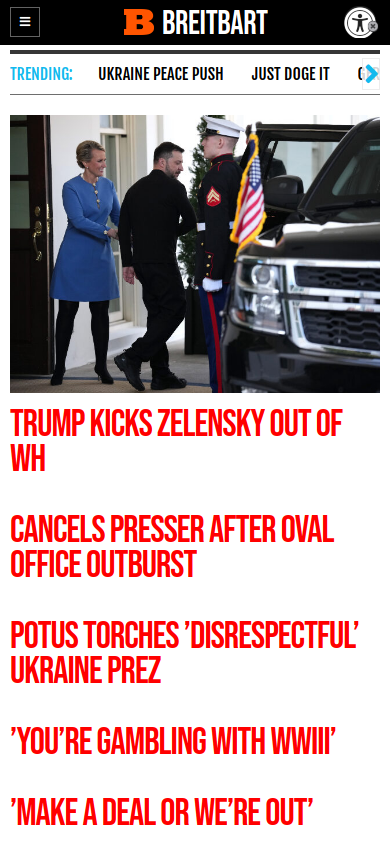 BREITBART
TRENDING: UKRAINE PEACE PUSH JUST DOGE IT
TRUMP KICKS ZELENSKY OUT OF
WH
CANCELS PRESSER AFTER OVAL
OFFICE OUTBURST
POTUS TORCHES ’DISRESPECTFUL’
UKRAINE PREZ
’YOU’RE GAMBLING WITH WWIII’
’MAKE A DEAL OR WE’RE OUT’